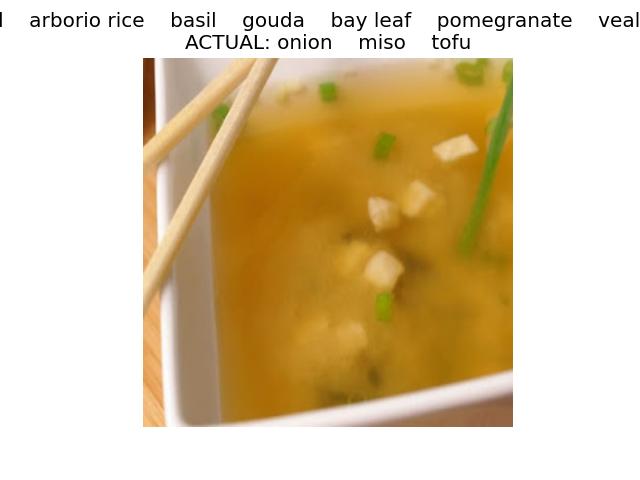 arborio rice basil gouda bay leaf pomegranate veal
ACTUAL: onion miso tofu